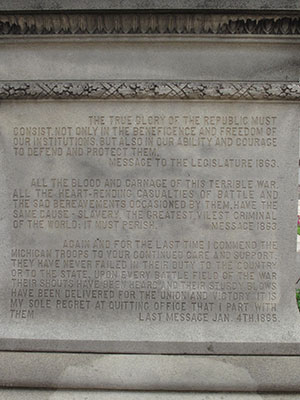 THE TRUE GLORY OF THE REPUBLIC MUST
CONSIST, NOT ONLY IN THE BENEFICENCE AND FREEDOM OF
OUR INSTITUTIONS, BUT ALSO IN OUR ABILITY AND COURAGE
TO DEFEND AND PROTECT THEM.
MESSAGE TO THE LEGISLATURE 1863.
ALL THE BLOOD AND CARNAGE OF THIS TERRIBLE WAR,
ALL THE HEART-RENDING CASUALTIES OF BATTLE AND
THE SAD BEREAVEMENTS OCCASIONED BY THEM, HAVE THE
SAME CAUSE - SLAVERY. THE GREATEST, VILEST CRIMINAL
OF THE WORLD; IT MUST PERISH. MESSAGE 1863.
AGAIN AND FOR THE LAST TIME I COMMEND THE
MICHIGAN TROOPS TO YOUR CONTINUED CARE AND SUPPORT.
THEY HAVE NEVER FAILED IN THEIR DUTY TO THE COUNTRY
OR TO THE STATE. UPON EVERY BATTLE FIELD OF THE WAR
THEIR SHOUTS HAVE BEEN HEARD AND THEIR STURDY BLOWS
HAVE BEEN DELIVERED FOR THE UNION AND VICTORY. IT IS
MY SOLE REGRET AT QUITTING OFFICE THAT I PART WITH
THEM. LAST MESSAGE JAN. 4TH 1865.